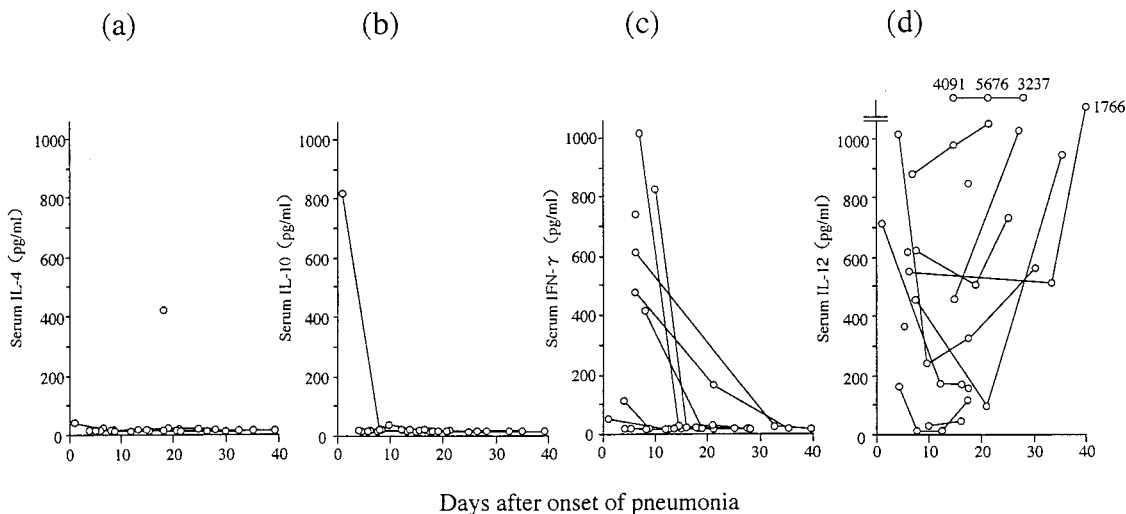 (a)
(b)
(c)
(d)
Serum IL-4 (pg/ml)
1000
800
600
400
200
0
0 10 20 30 40
Serum IL-10 (pg/ml)
1000
800
600
400
200
0
0 10 20 30 40
Serum IFN-γ (pg/ml)
1000
800
600
400
200
0
0 10 20 30 40
Serum IL-12 (pg/ml)
4091 5676 3237
1766
1000
800
600
400
200
0
0 10 20 30 40
Days after onset of pneumonia